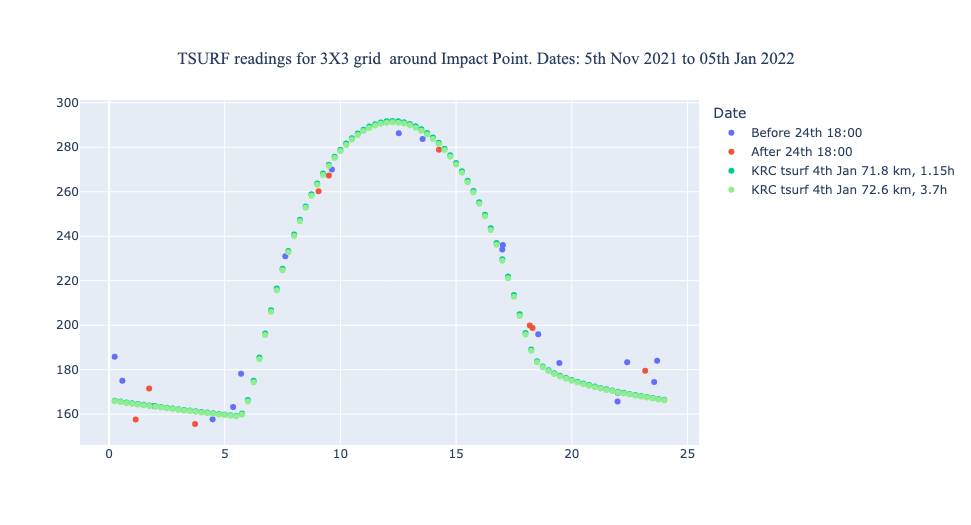 TSURF readings for 3X3 grid  around Impact Point. Dates: 5th Nov 2021 to 05th Jan 2022
300
280
260
240
220
200
180
160
0 5 10 15 20 25
Date
Before 24th 18:00
After 24th 18:00
KRC tsurf 4th Jan 71.8 km, 1.15h
KRC tsurf 4th Jan 72.6 km, 3.7h